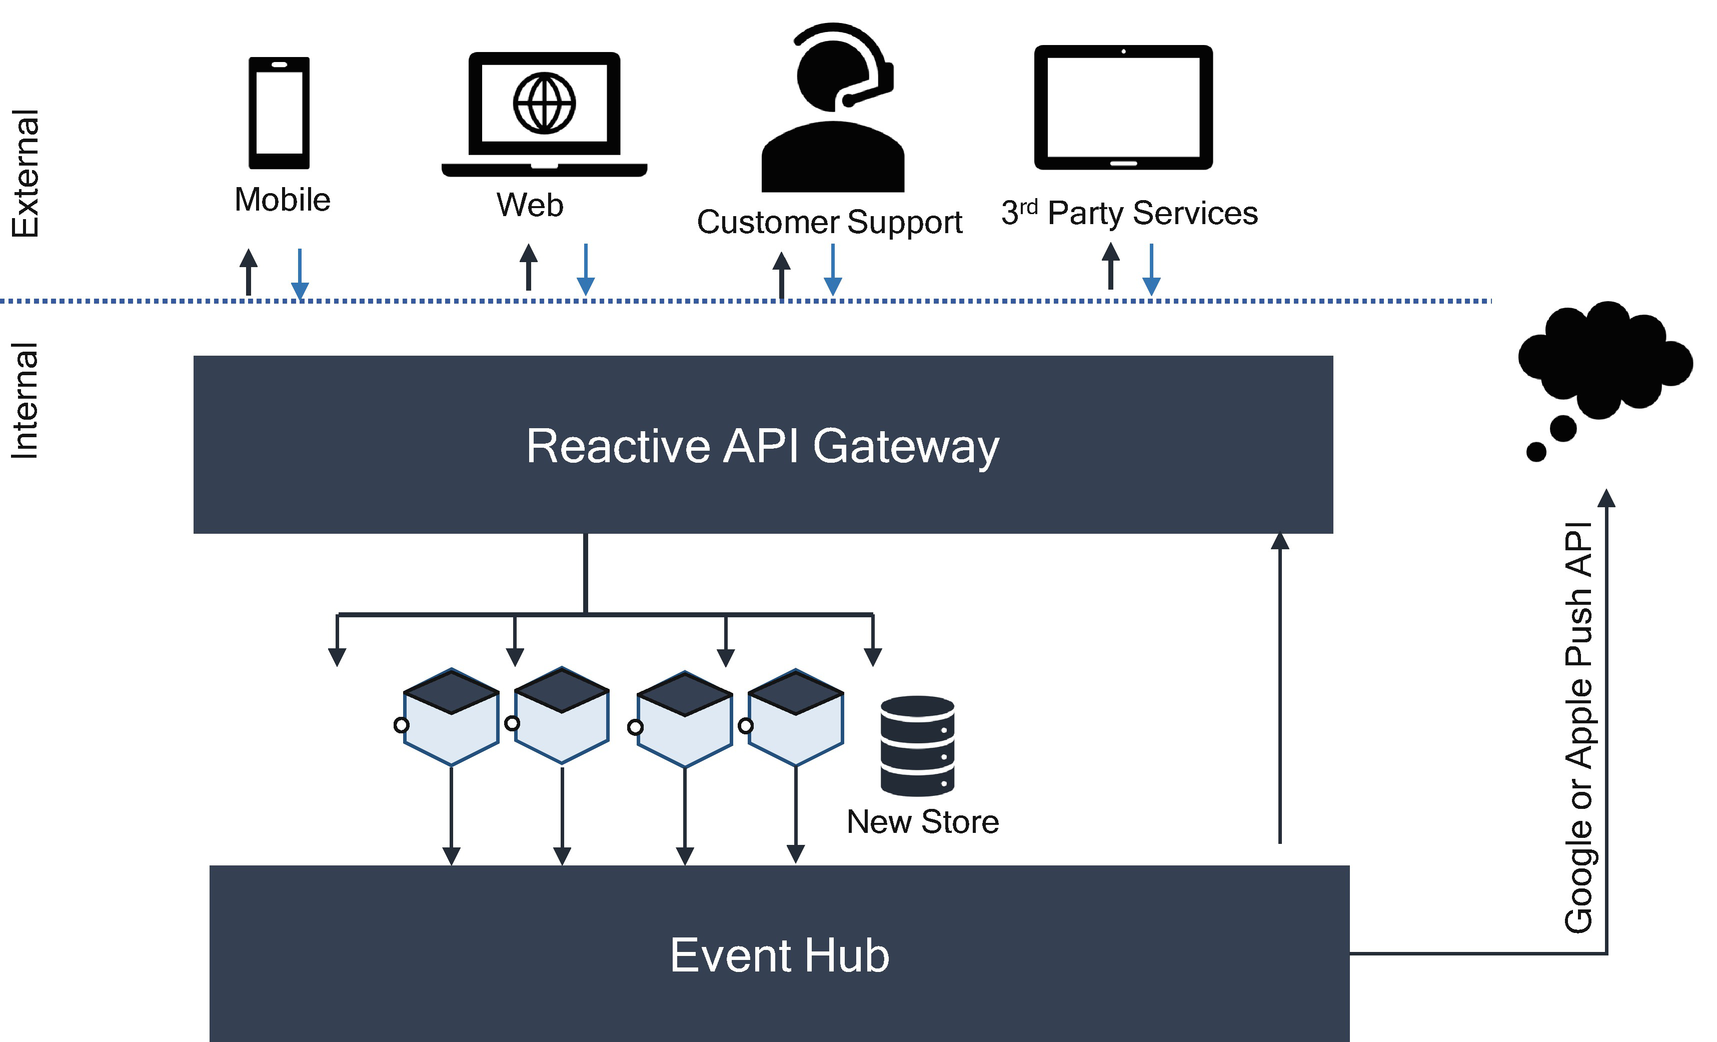 External
Mobile
Web
Customer Support
3rd Party Services
Internal
Reactive API Gateway
New Store
Google or Apple Push API
Event Hub